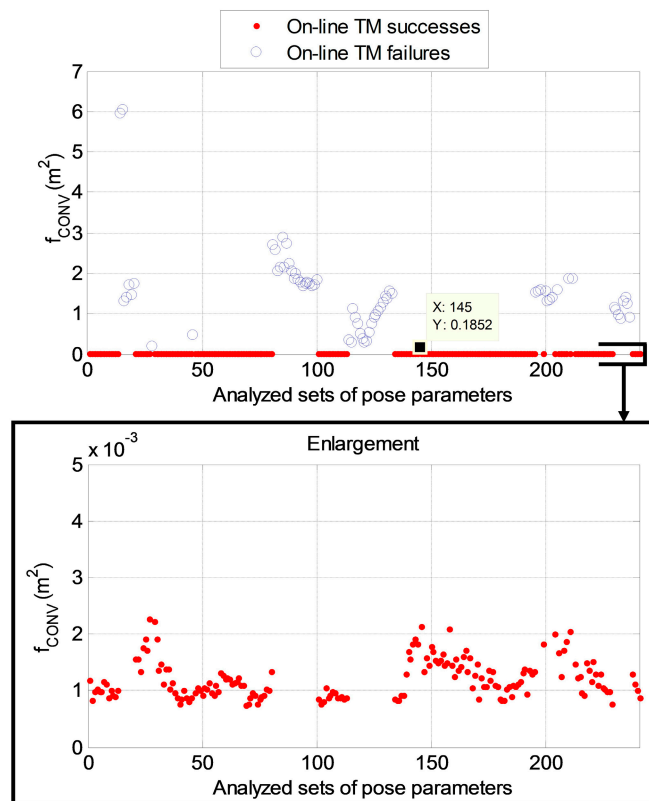 On-line TM successes
On-line TM failures
7
6
5
4
3
2
1
0
f_CONV (m²)
X: 145
Y: 0.1852
0 50 100 150 200
Analyzed sets of pose parameters
Enlargement
x 10⁻³
5
4
3
2
1
0
f_CONV (m²)
0 50 100 150 200
Analyzed sets of pose parameters